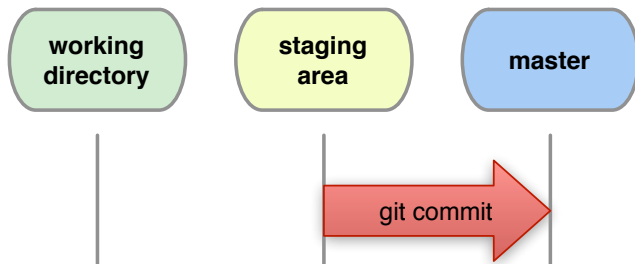 working
directory
staging
area
master
git commit